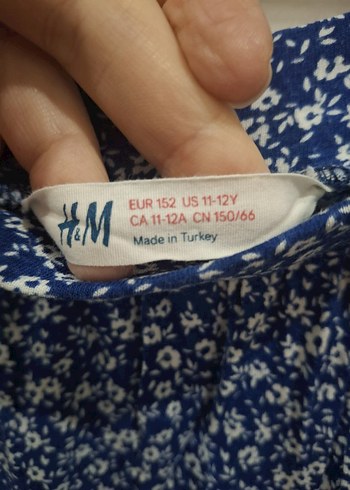 H&M
EUR 152 US 11-12Y
CA 11-12A CN 150/66
Made in Turkey